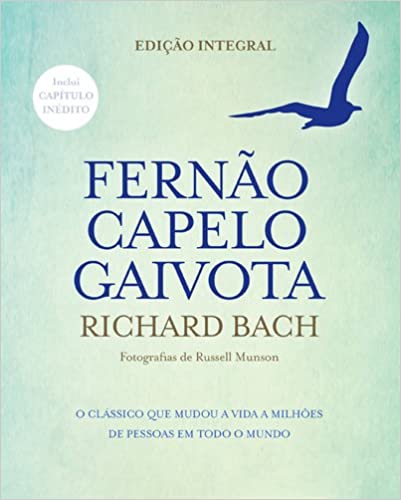 EDIÇÃO INTEGRAL
Inclui
CAPÍTULO
INÉDITO
FERNÃO
CAPELO
GAIVOTA
RICHARD BACH
Fotografias de Russell Munson
O CLÁSSICO QUE MUDOU A VIDA A MILHÕES
DE PESSOAS EM TODO O MUNDO